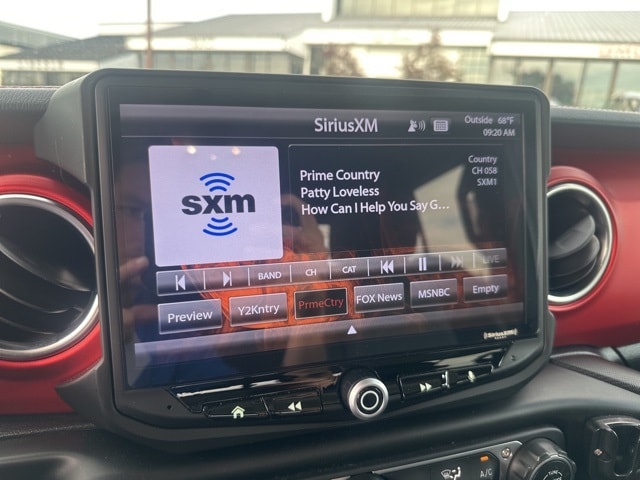 SiriusXM
Outside 68°F
09:20 AM
sxm
Prime Country
Patty Loveless
How Can I Help You Say G...
Country
CH 058
SXM1
BAND
CH
CAT
LIVE
Preview
Y2Kntry
PrmeCtry
FOX News
MSNBC
Empty
SiriusXM
A/C